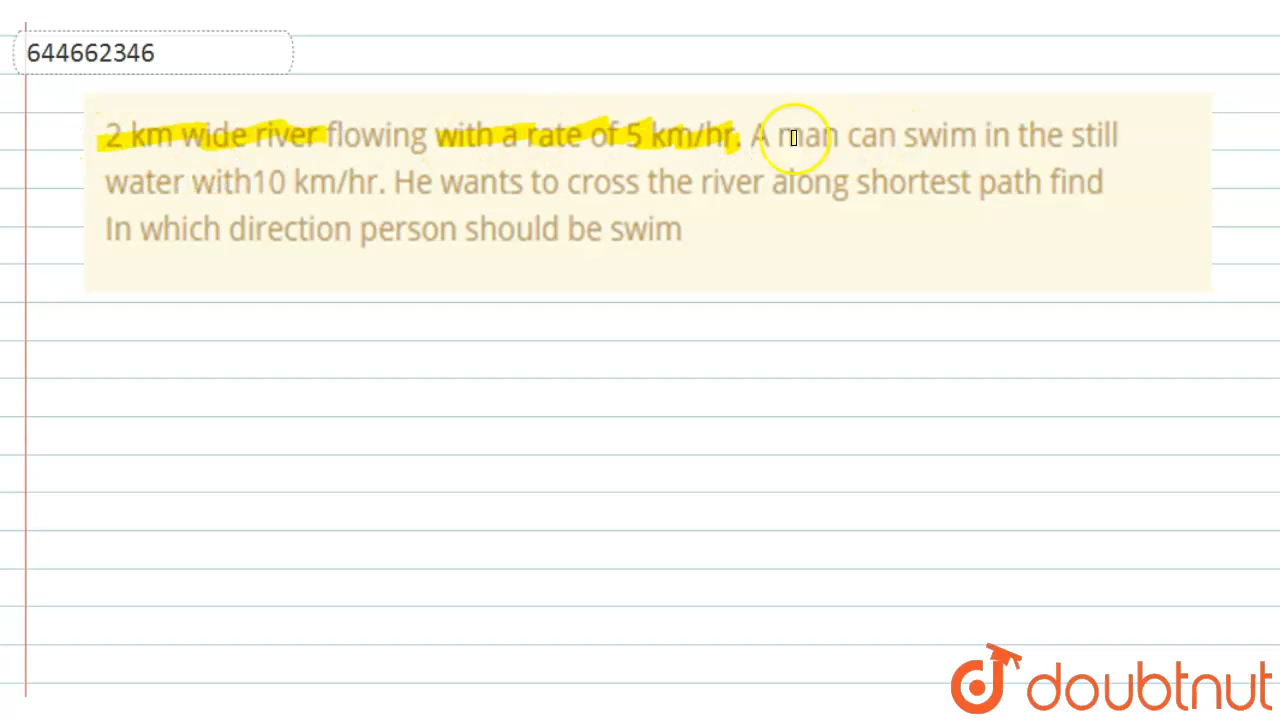 644662346
2 km wide river flowing with a rate of 5 km/hr. A man can swim in the still
water with10 km/hr. He wants to cross the river along shortest path find
In which direction person should be swim
doubtnut